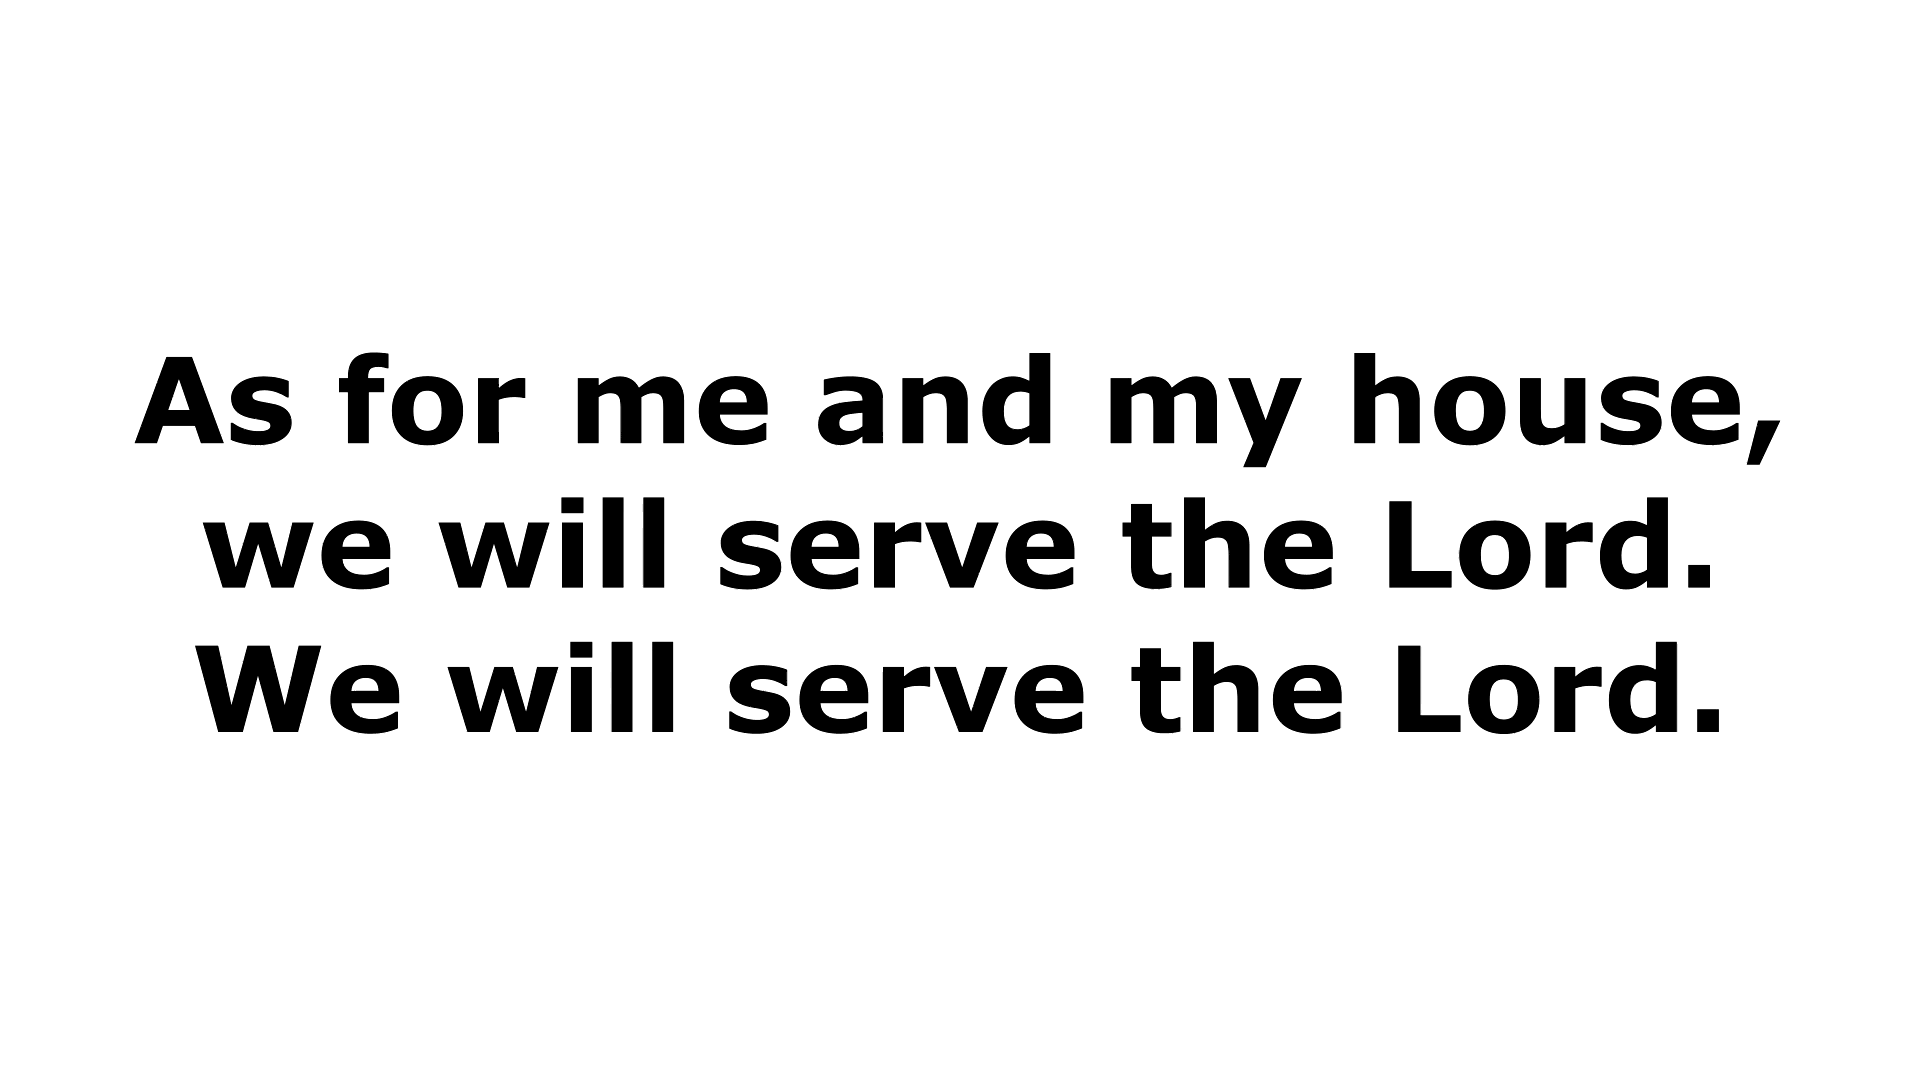 As for me and my house,
we will serve the Lord.
We will serve the Lord.